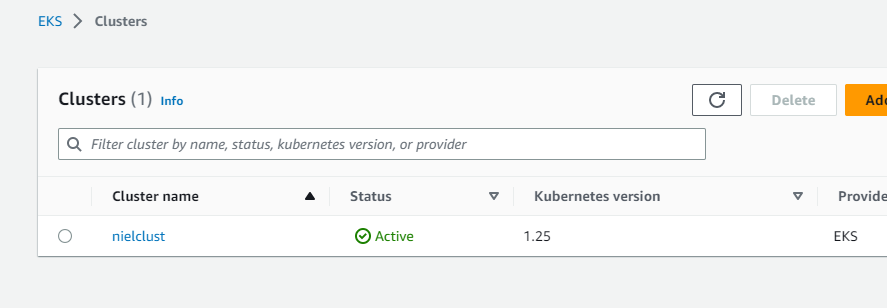 EKS > Clusters
Clusters (1) Info
Delete
Add
Filter cluster by name, status, kubernetes version, or provider
Cluster name Status Kubernetes version Provide
nielclust Active 1.25 EKS